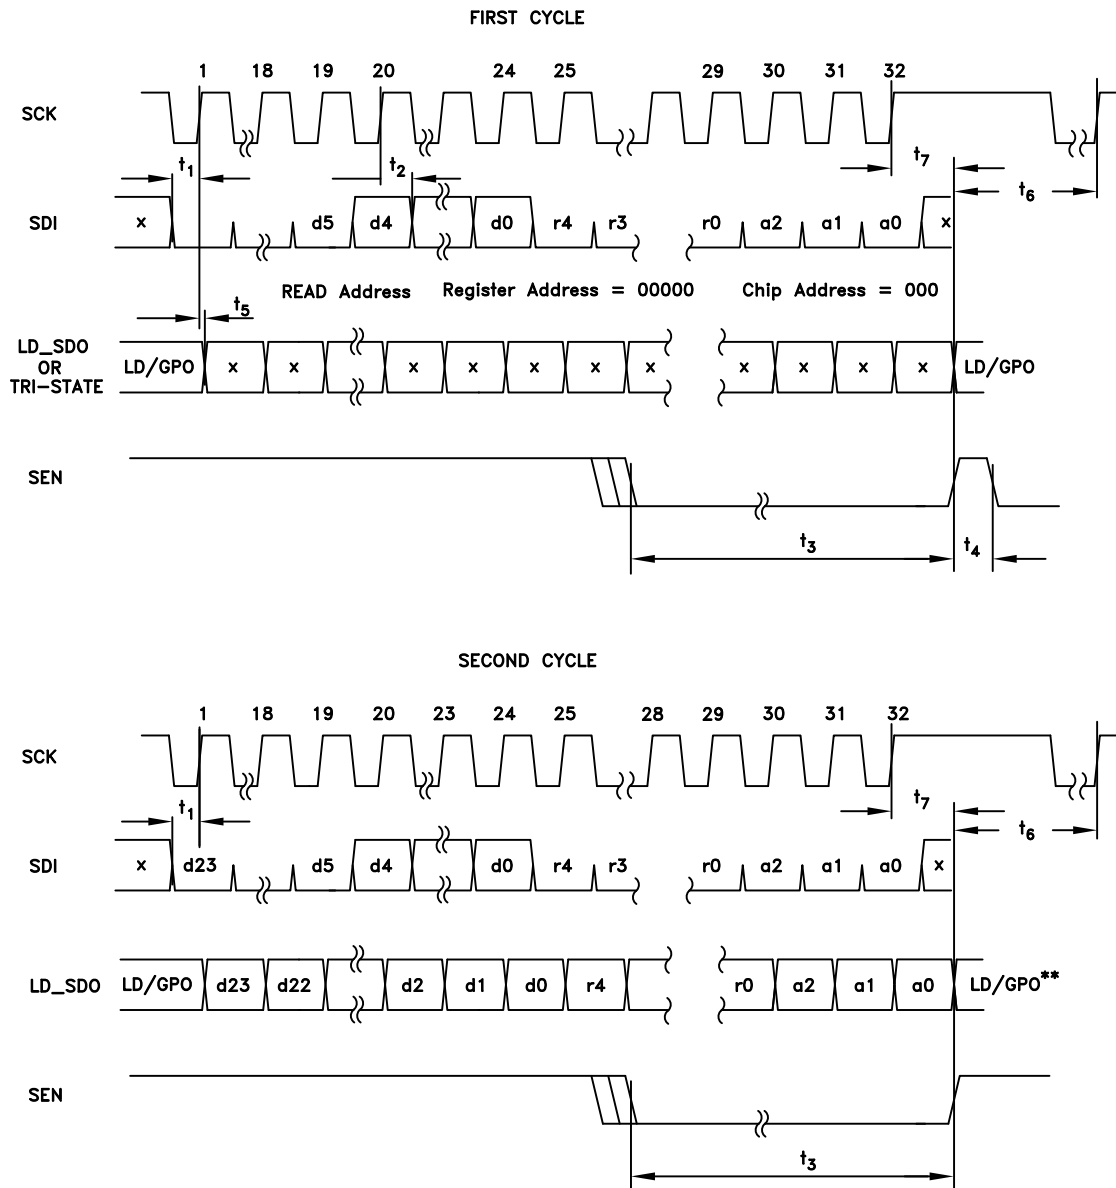 FIRST CYCLE
1 18 19 20 24 25 29 30 31 32
SCK
t1 t2 t7 t6
SDI x d5 d4 d0 r4 r3 r0 a2 a1 a0 x
READ Address Register Address = 00000 Chip Address = 000
t5
LD_SDO
OR
TRI-STATE
LD/GPO x x x x x x x x x x x LD/GPO
SEN
t3 t4
SECOND CYCLE
1 18 19 20 23 24 25 28 29 30 31 32
SCK
t1 t7 t6
SDI x d23 d5 d4 d0 r4 r3 r0 a2 a1 a0 x
LD_SDO LD/GPO d23 d22 d2 d1 d0 r4 r0 a2 a1 a0 LD/GPO**
SEN
t3